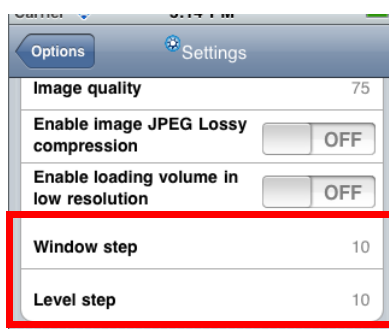 Options
Settings
Image quality 75
Enable image JPEG Lossy
compression OFF
Enable loading volume in
low resolution OFF
Window step 10
Level step 10